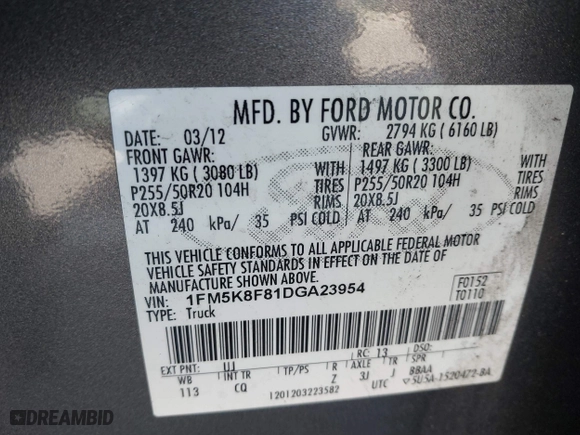 MFD. BY FORD MOTOR CO.
DATE: 03/12 GVWR: 2794 KG ( 6160 LB)
FRONT GAWR: REAR GAWR:
1397 KG ( 3080 LB) 1497 KG ( 3300 LB)
P255/50R20 104H TIRES P255/50R20 104H TIRES
20X8.5J RIMS 20X8.5J RIMS
AT 240 kPa/ 35 PSI COLD AT 240 kPa/ 35 PSI COLD
THIS VEHICLE CONFORMS TO ALL APPLICABLE FEDERAL MOTOR
VEHICLE SAFETY STANDARDS IN EFFECT ON THE DATE OF
MANUFACTURE SHOWN ABOVE.
VIN: 1FM5K8F81DGA23954 F0152
TYPE: Truck T0110
RC: 13 DSO:
EXT PNT: UJ TP/PS R AXLE TR SPR
WB INT TR Z 3J J BBAA
113 CQ 1201203223582 UTC 5U5A-1520472-BA
DREAMBID